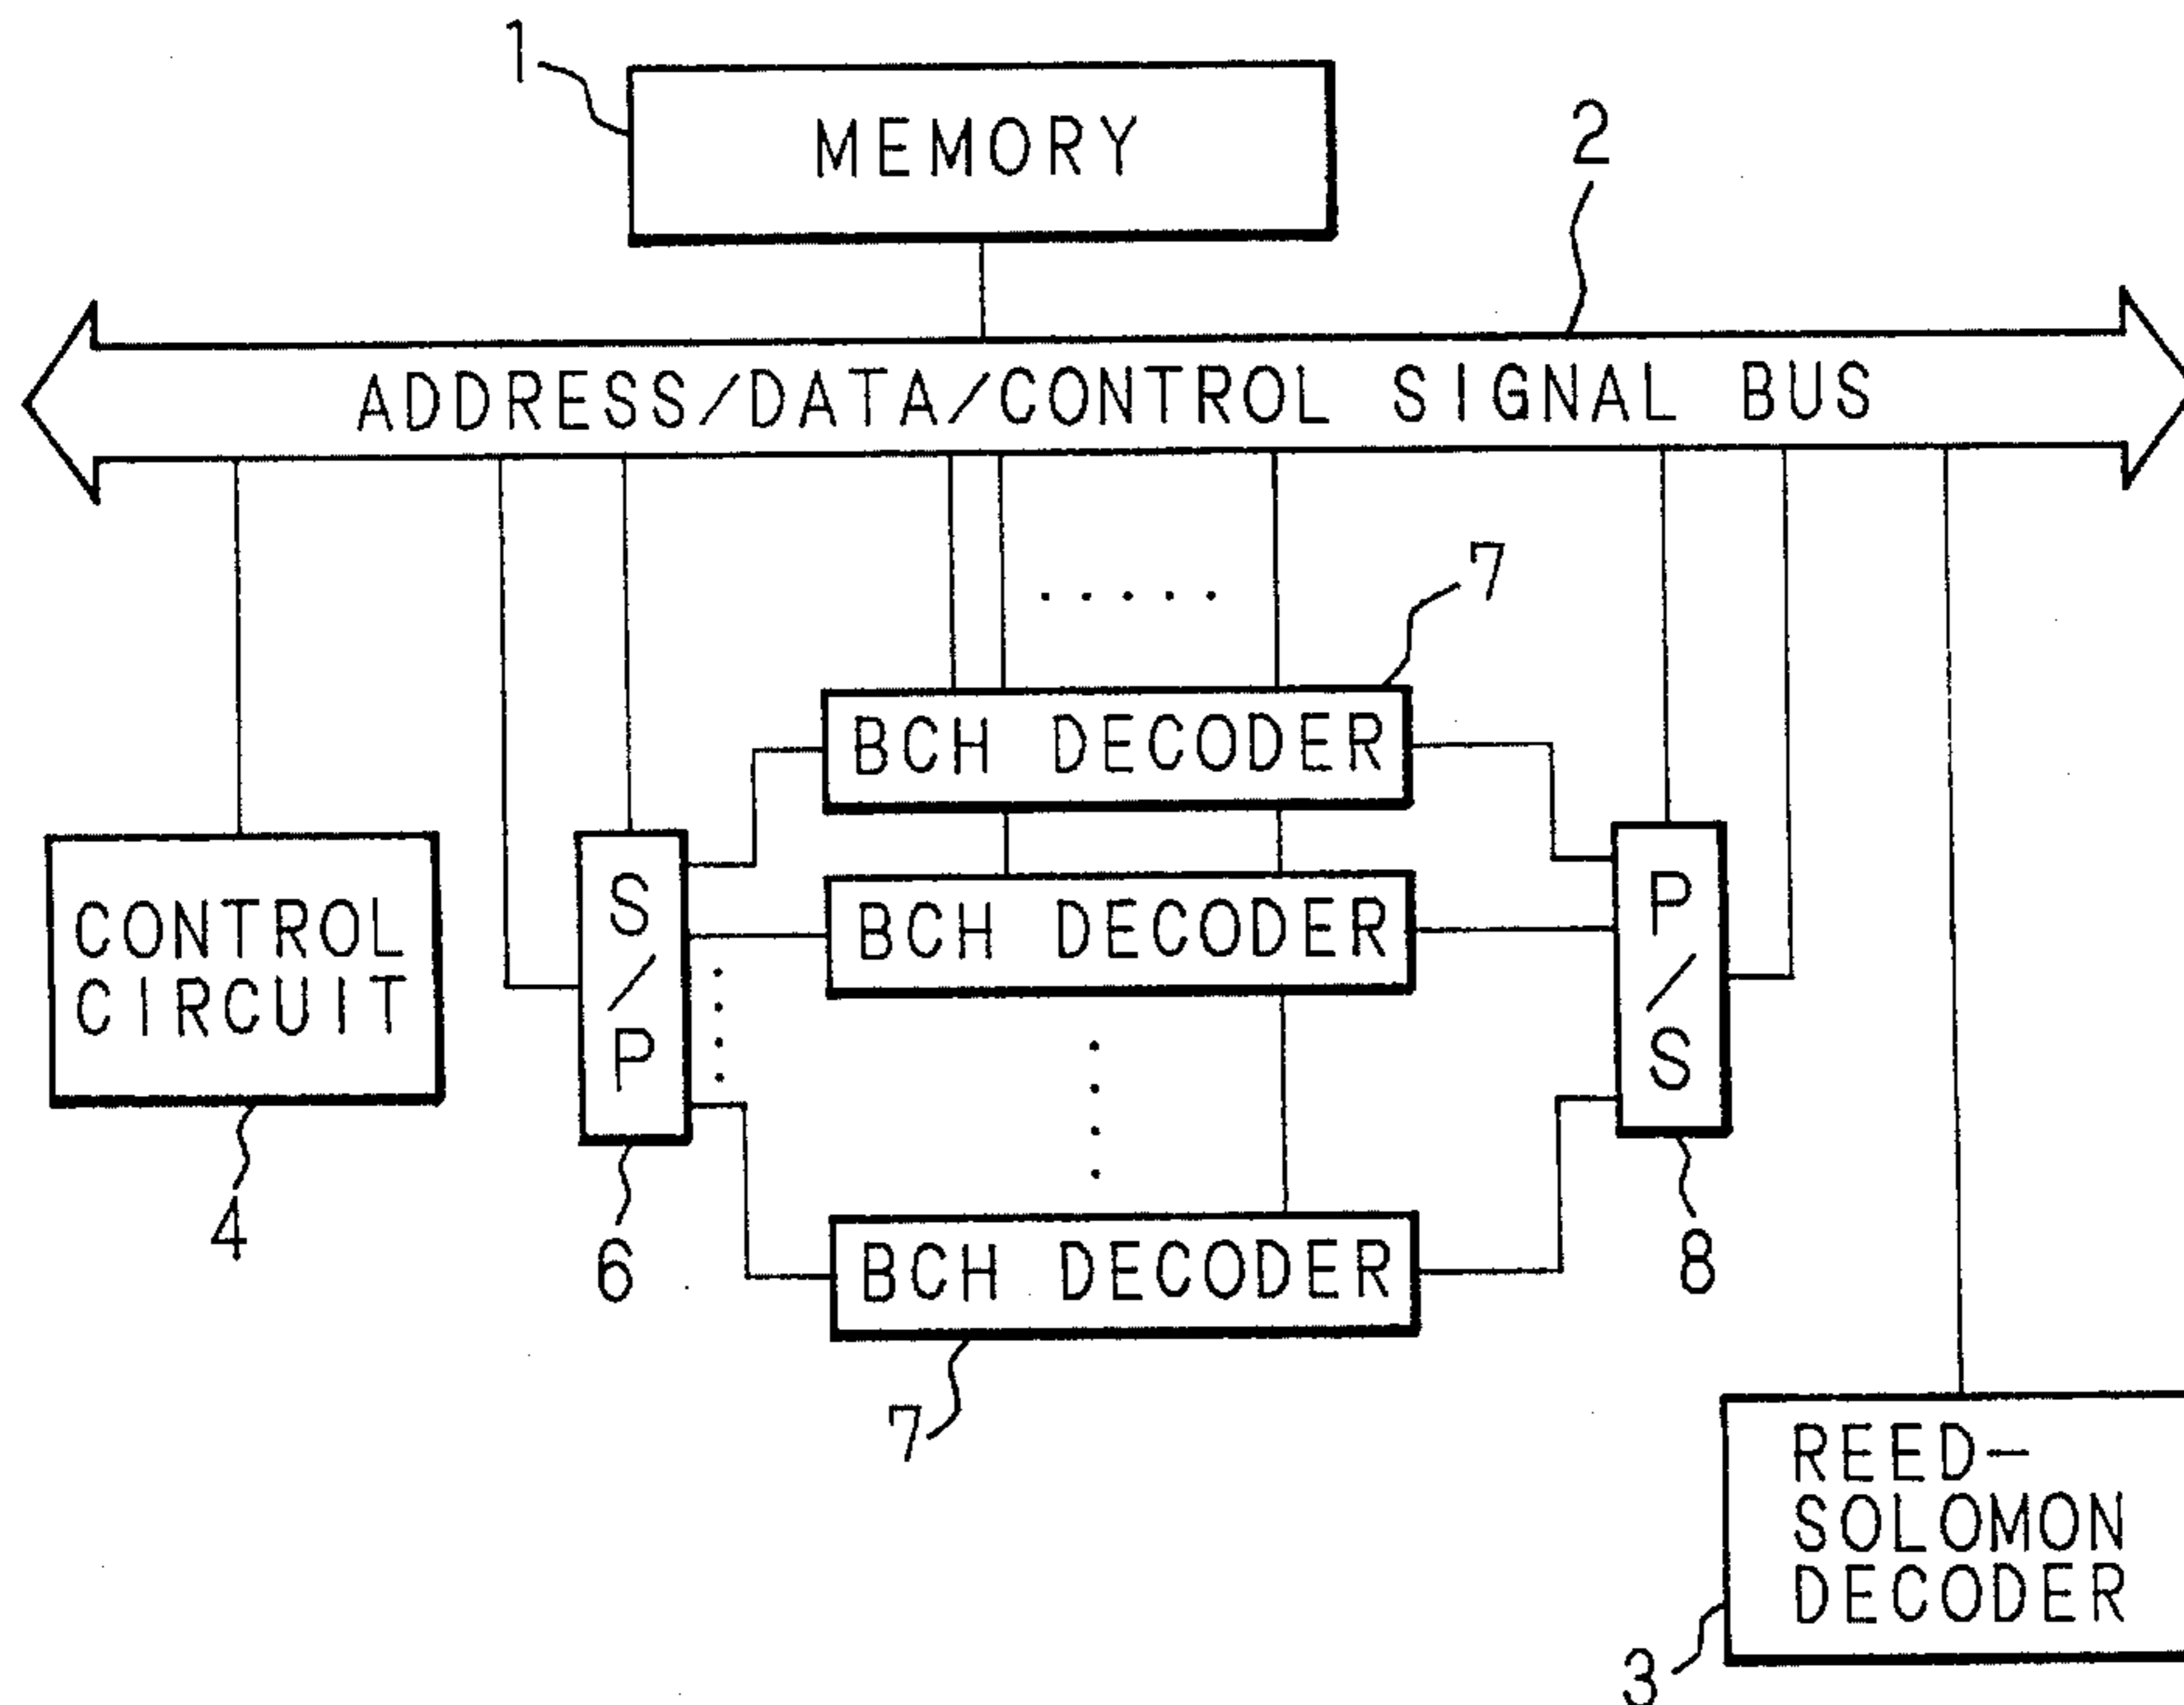 1
MEMORY
2
ADDRESS/DATA/CONTROL SIGNAL BUS
7
BCH DECODER
CONTROL
CIRCUIT
4
S/P
6
BCH DECODER
P/S
8
BCH DECODER
7
REED-
SOLOMON
DECODER
3